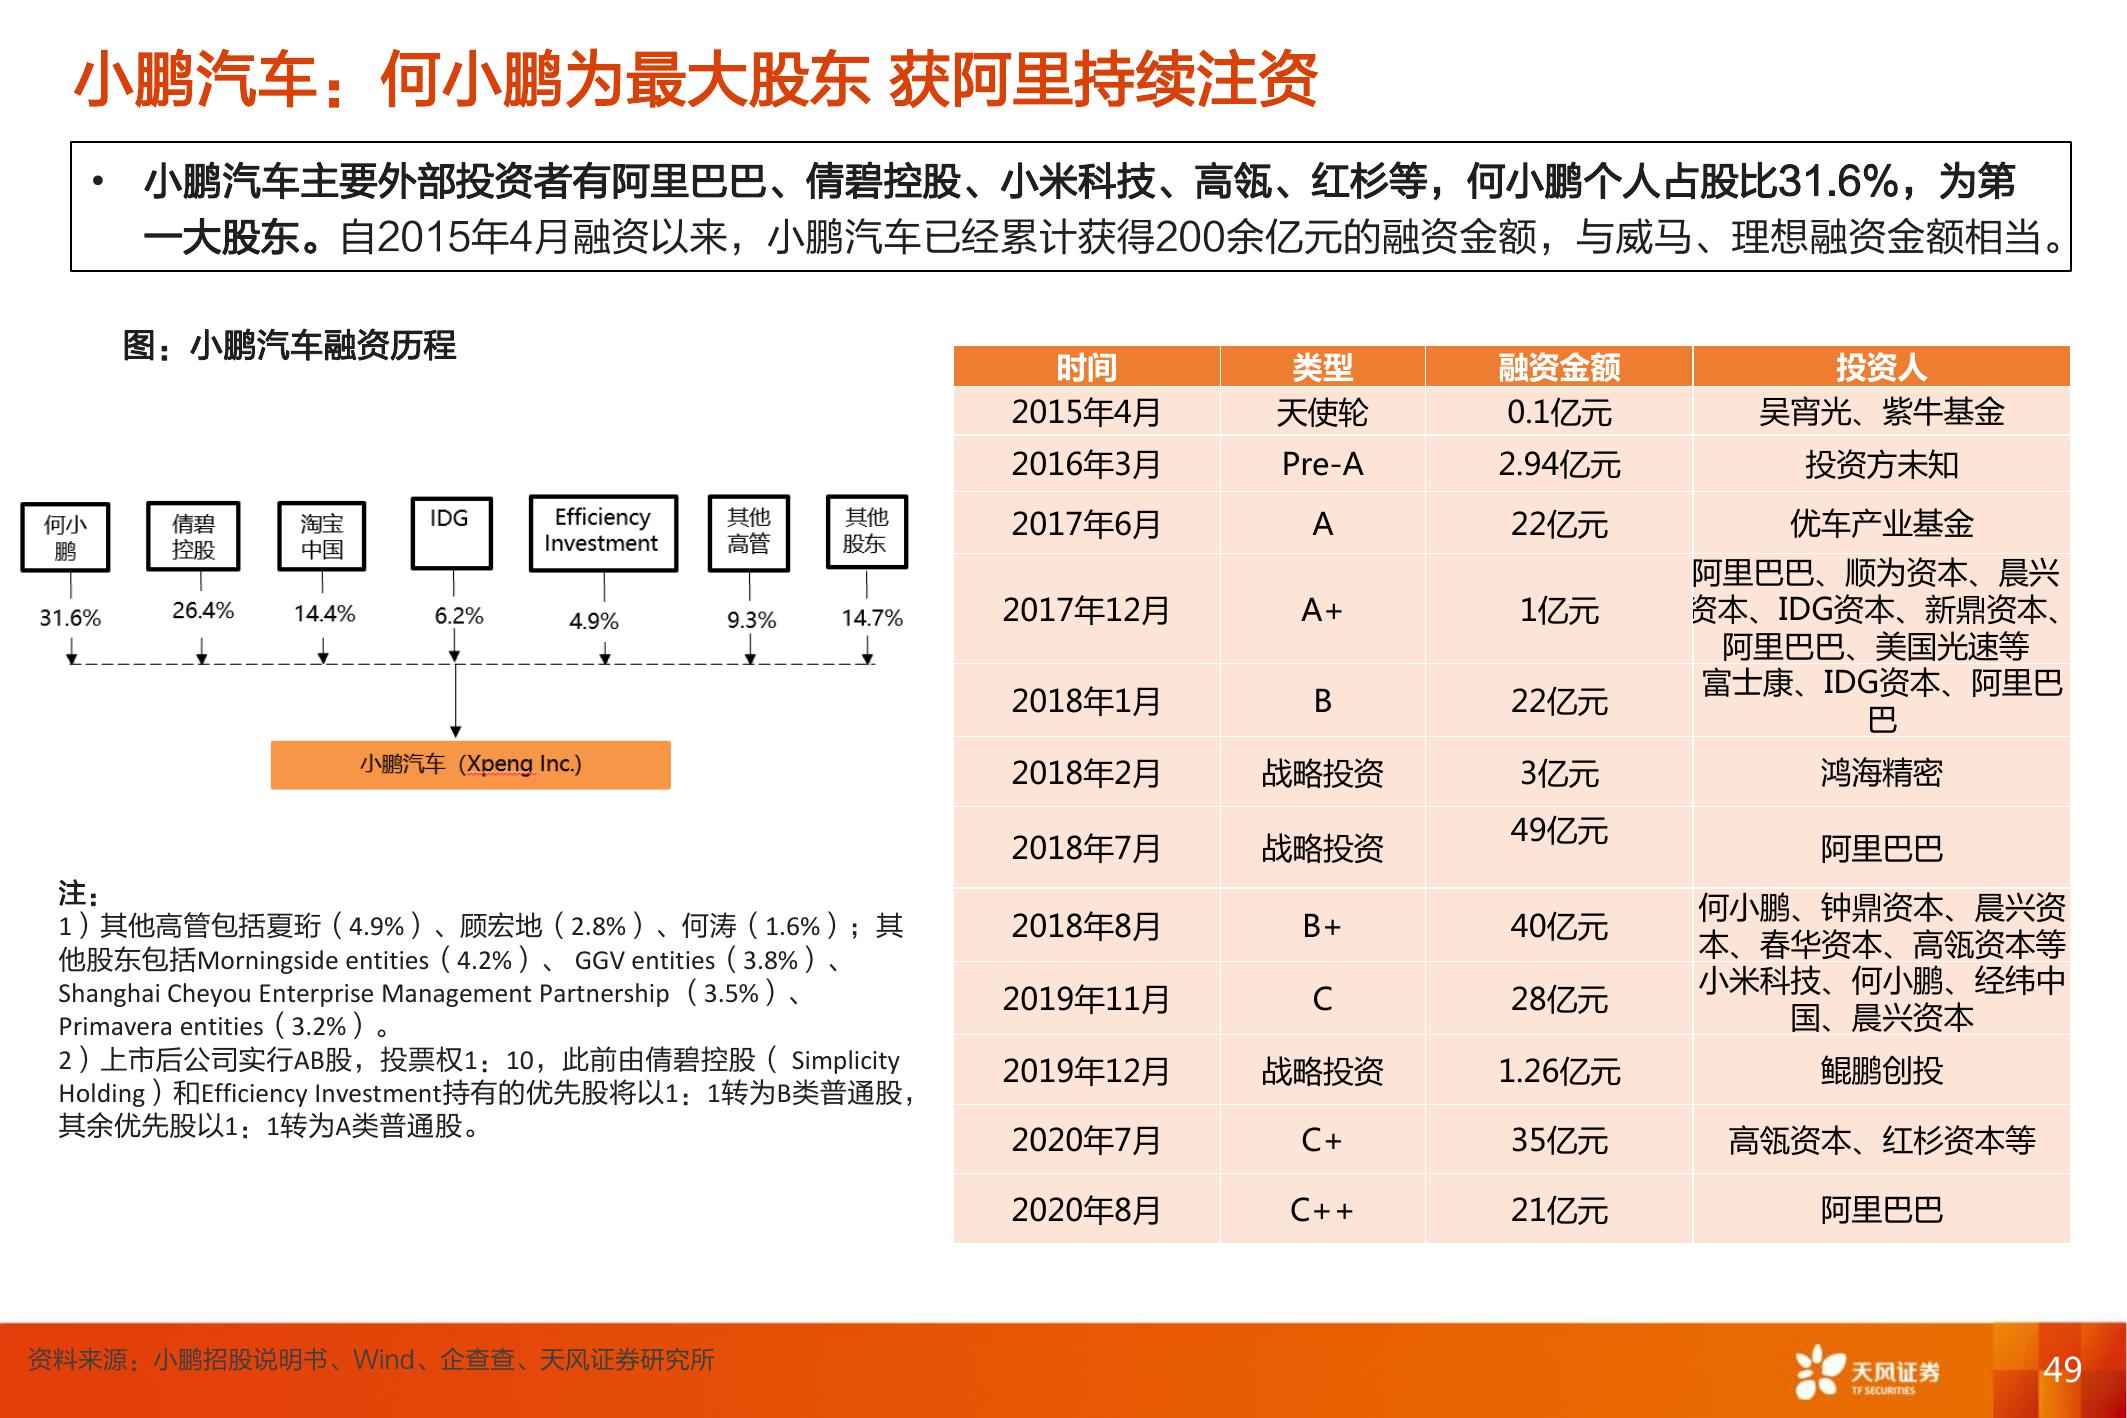 小鹏汽车：何小鹏为最大股东 获阿里持续注资
• 小鹏汽车主要外部投资者有阿里巴巴、倩碧控股、小米科技、高瓴、红杉等，何小鹏个人占股比31.6%，为第
一大股东。自2015年4月融资以来，小鹏汽车已经累计获得200余亿元的融资金额，与威马、理想融资金额相当。
图：小鹏汽车融资历程
何小
鹏
倩碧
控股
淘宝
中国
IDG
Efficiency
Investment
其他
高管
其他
股东
31.6%
26.4%
14.4%
6.2%
4.9%
9.3%
14.7%
小鹏汽车（Xpeng Inc.）
注：
1）其他高管包括夏珩（4.9%）、顾宏地（2.8%）、何涛（1.6%）；其
他股东包括Morningside entities（4.2%）、 GGV entities（3.8%）、
Shanghai Cheyou Enterprise Management Partnership （3.5%）、
Primavera entities（3.2%）。
2）上市后公司实行AB股，投票权1：10，此前由倩碧控股（ Simplicity
Holding）和Efficiency Investment持有的优先股将以1：1转为B类普通股，
其余优先股以1：1转为A类普通股。
时间 类型 融资金额 投资人
2015年4月 天使轮 0.1亿元 吴宵光、紫牛基金
2016年3月 Pre-A 2.94亿元 投资方未知
2017年6月 A 22亿元 优车产业基金
2017年12月 A+ 1亿元 阿里巴巴、顺为资本、晨兴
资本、IDG资本、新鼎资本、
阿里巴巴、美国光速等
2018年1月 B 22亿元 富士康、IDG资本、阿里巴
巴
2018年2月 战略投资 3亿元 鸿海精密
2018年7月 战略投资 49亿元 阿里巴巴
2018年8月 B+ 40亿元 何小鹏、钟鼎资本、晨兴资
本、春华资本、高瓴资本等
2019年11月 C 28亿元 小米科技、何小鹏、经纬中
国、晨兴资本
2019年12月 战略投资 1.26亿元 鲲鹏创投
2020年7月 C+ 35亿元 高瓴资本、红杉资本等
2020年8月 C++ 21亿元 阿里巴巴
资料来源：小鹏招股说明书、Wind、企查查、天风证券研究所
天风证券
TF SECURITIES
49